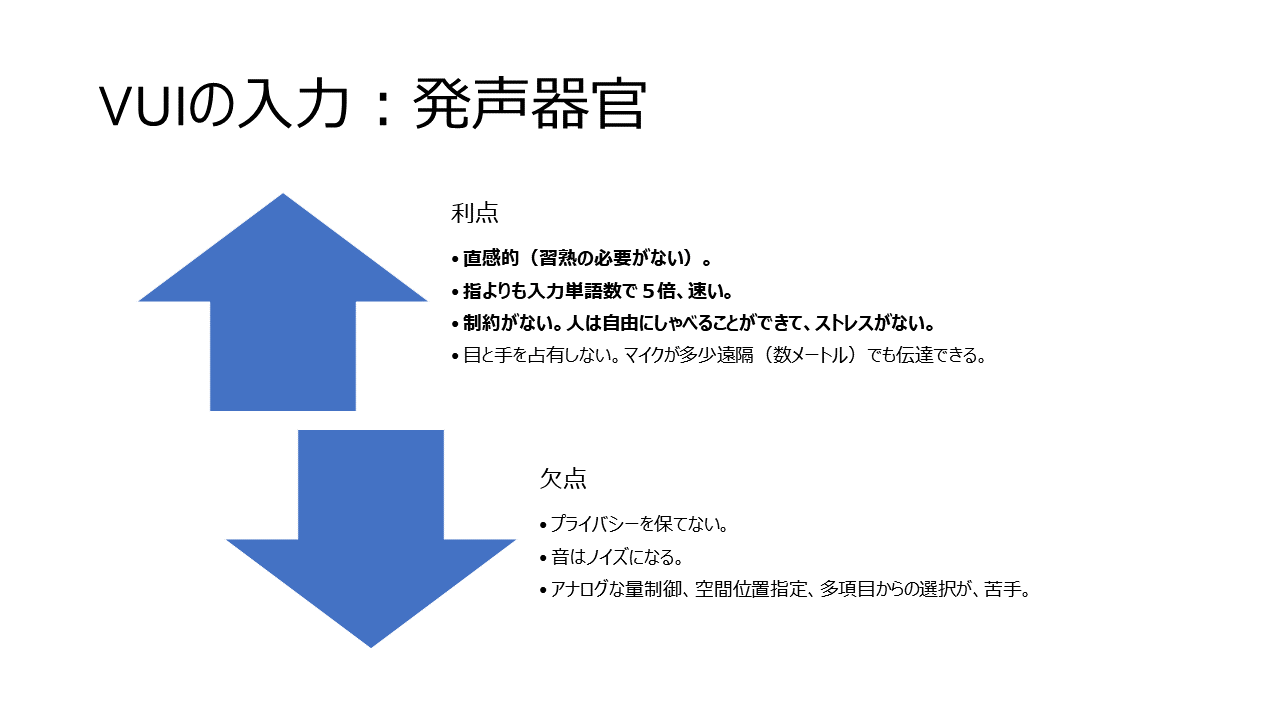 VUIの入力：発声器官
利点
• 直感的（習熟の必要がない）。
• 指よりも入力単語数で５倍、速い。
• 制約がない。人は自由にしゃべることができて、ストレスがない。
• 目と手を占有しない。マイクが多少遠隔（数メートル）でも伝達できる。
欠点
• プライバシーを保てない。
• 音はノイズになる。
• アナログな量制御、空間位置指定、多項目からの選択が、苦手。